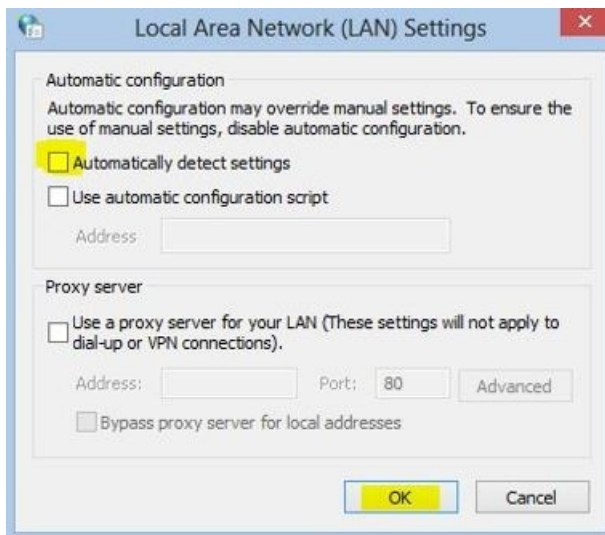 Local Area Network (LAN) Settings
Automatic configuration
Automatic configuration may override manual settings. To ensure the
use of manual settings, disable automatic configuration.
Automatically detect settings
Use automatic configuration script
Address
Proxy server
Use a proxy server for your LAN (These settings will not apply to
dial-up or VPN connections).
Address: Port: 80 Advanced
Bypass proxy server for local addresses
OK Cancel